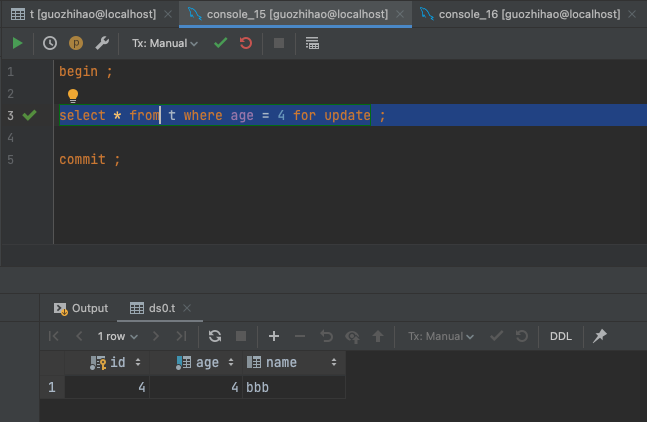 t [guozhihao@localhost]
console_15 [guozhihao@localhost]
console_16 [guozhihao@localhost]
Tx: Manual
1 begin ;
2
3 select * from t where age = 4 for update ;
4
5 commit ;
Output
ds0.t
1 row
Tx: Manual
DDL
id age name
1 4 4 bbb